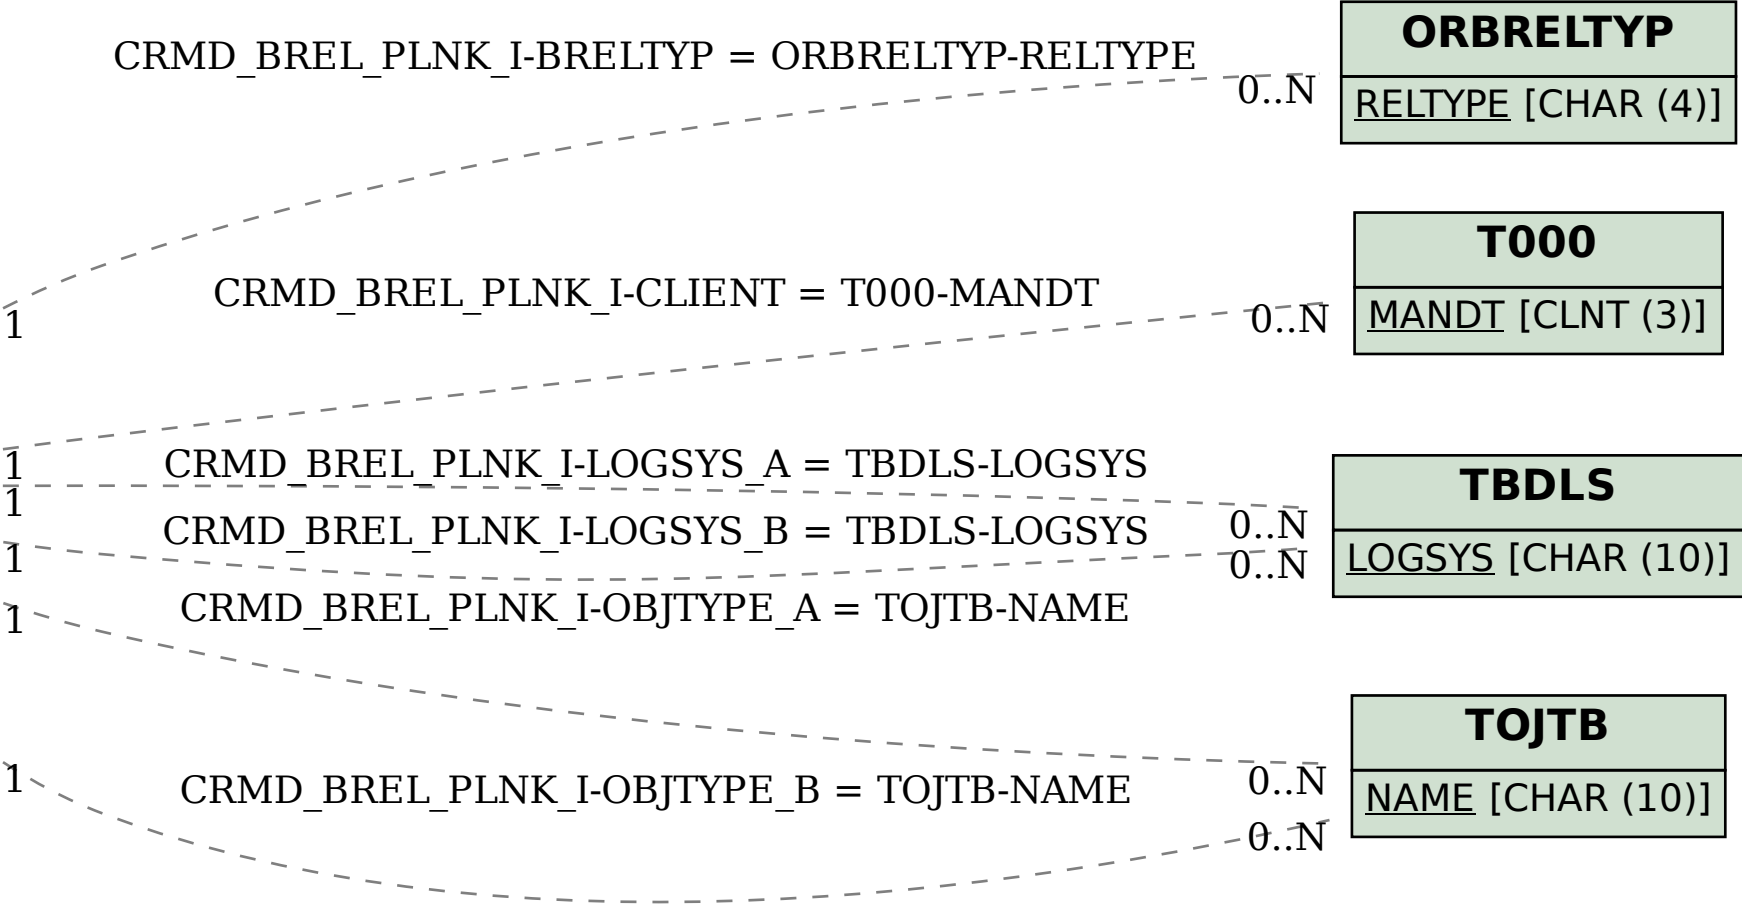 CRMD_BREL_PLNK_I-BRELTYP = ORBRELTYP-RELTYPE
0..N
1
ORBRELTYP
RELTYPE [CHAR (4)]
CRMD_BREL_PLNK_I-CLIENT = T000-MANDT
0..N
1
T000
MANDT [CLNT (3)]
CRMD_BREL_PLNK_I-LOGSYS_A = TBDLS-LOGSYS
0..N
1
CRMD_BREL_PLNK_I-LOGSYS_B = TBDLS-LOGSYS
0..N
1
TBDLS
LOGSYS [CHAR (10)]
CRMD_BREL_PLNK_I-OBJTYPE_A = TOJTB-NAME
0..N
1
CRMD_BREL_PLNK_I-OBJTYPE_B = TOJTB-NAME
0..N
1
TOJTB
NAME [CHAR (10)]